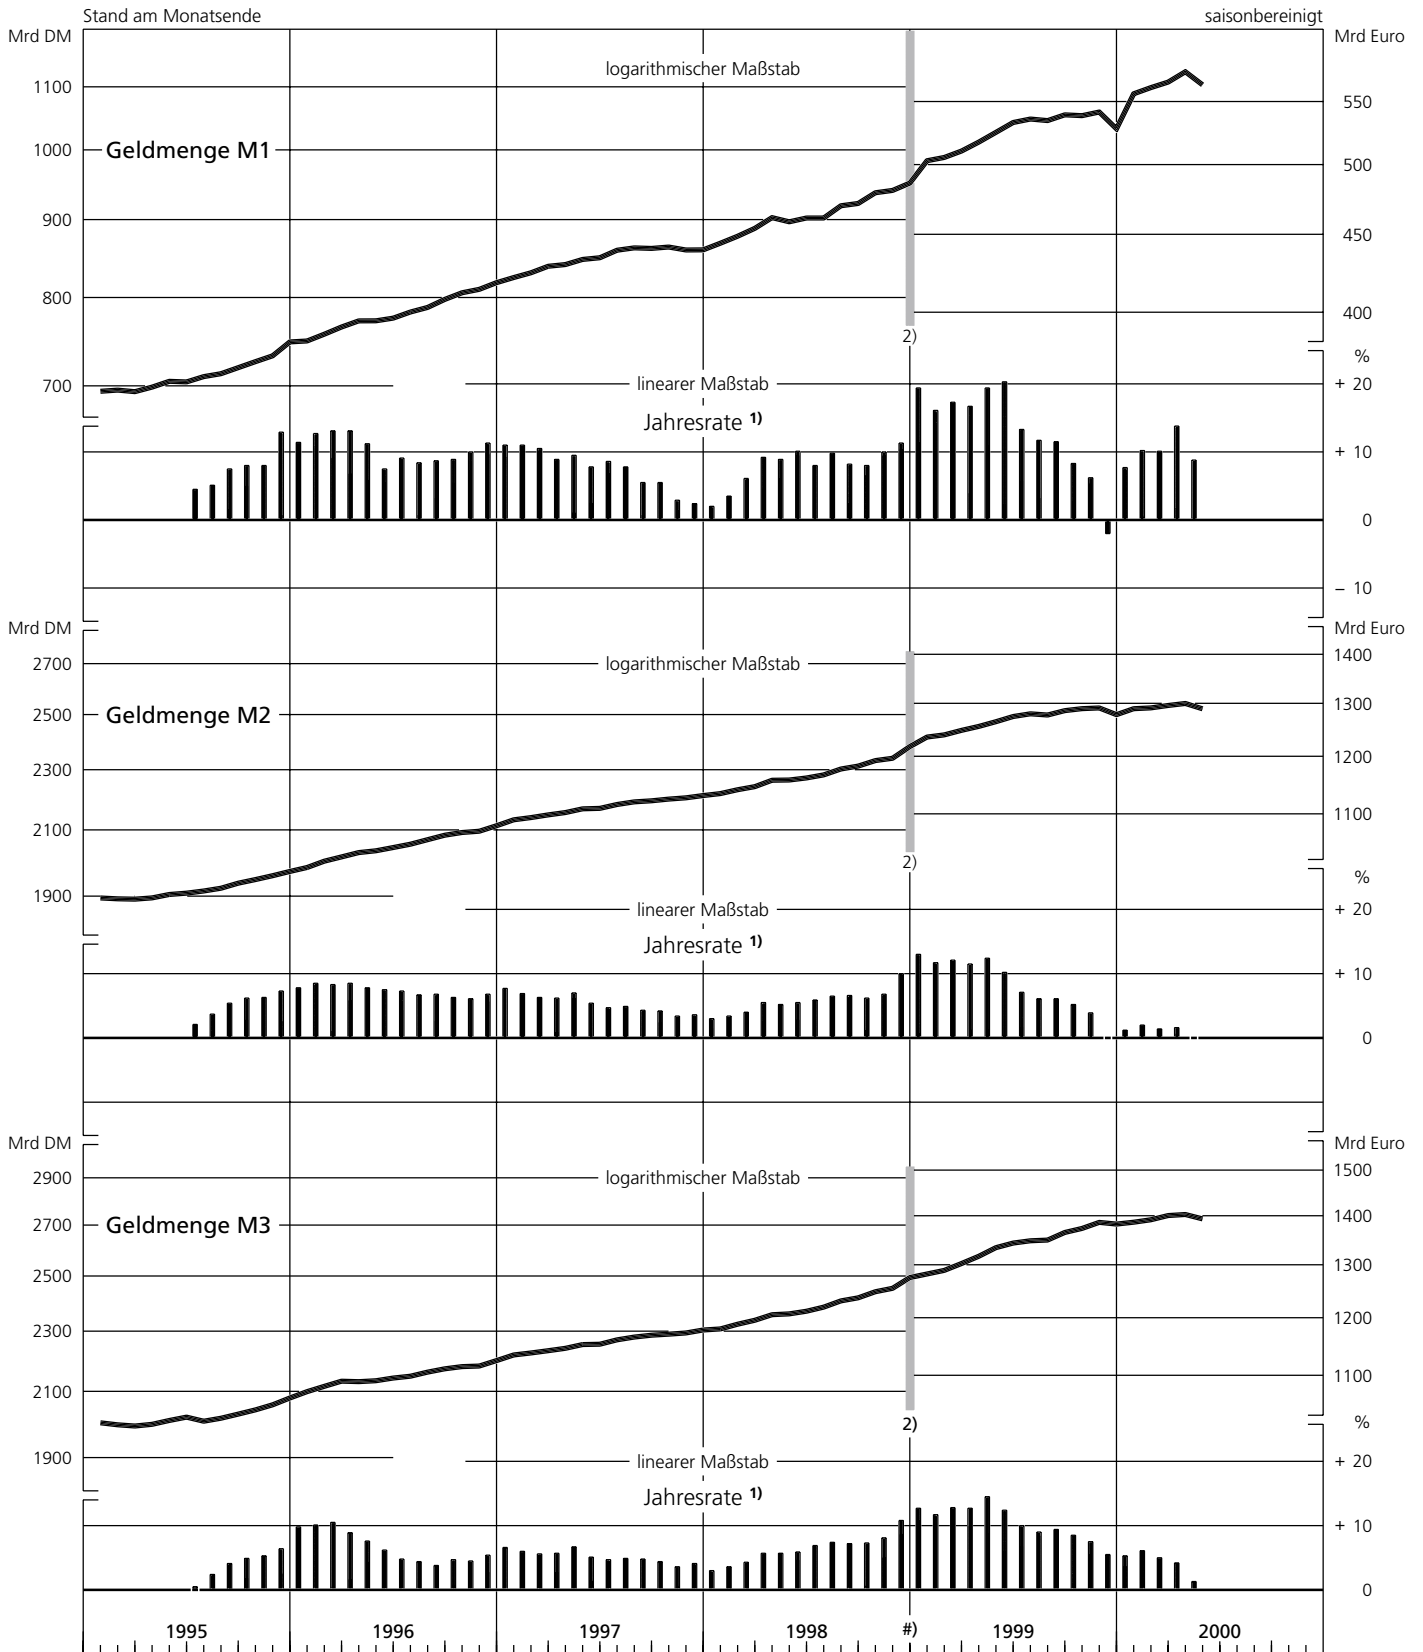 Stand am Monatsende saisonbereinigt
Mrd DM Mrd Euro
logarithmischer Maßstab
1100
550
Geldmenge M1
1000
500
900
450
800
400
2)
%
700
linearer Maßstab
+ 20
Jahresrate 1)
+ 10
0
– 10
Mrd DM Mrd Euro
2700
logarithmischer Maßstab
1400
2500
Geldmenge M2
1300
1200
2300
1100
2100
2)
%
1900
linearer Maßstab
+ 20
Jahresrate 1)
+ 10
0
Mrd DM Mrd Euro
2900
logarithmischer Maßstab
1500
2700
Geldmenge M3
1400
1300
2500
1200
2300
1100
2100
2)
%
1900
linearer Maßstab
+ 20
Jahresrate 1)
+ 10
0
1995 1996 1997 1998 #) 1999 2000